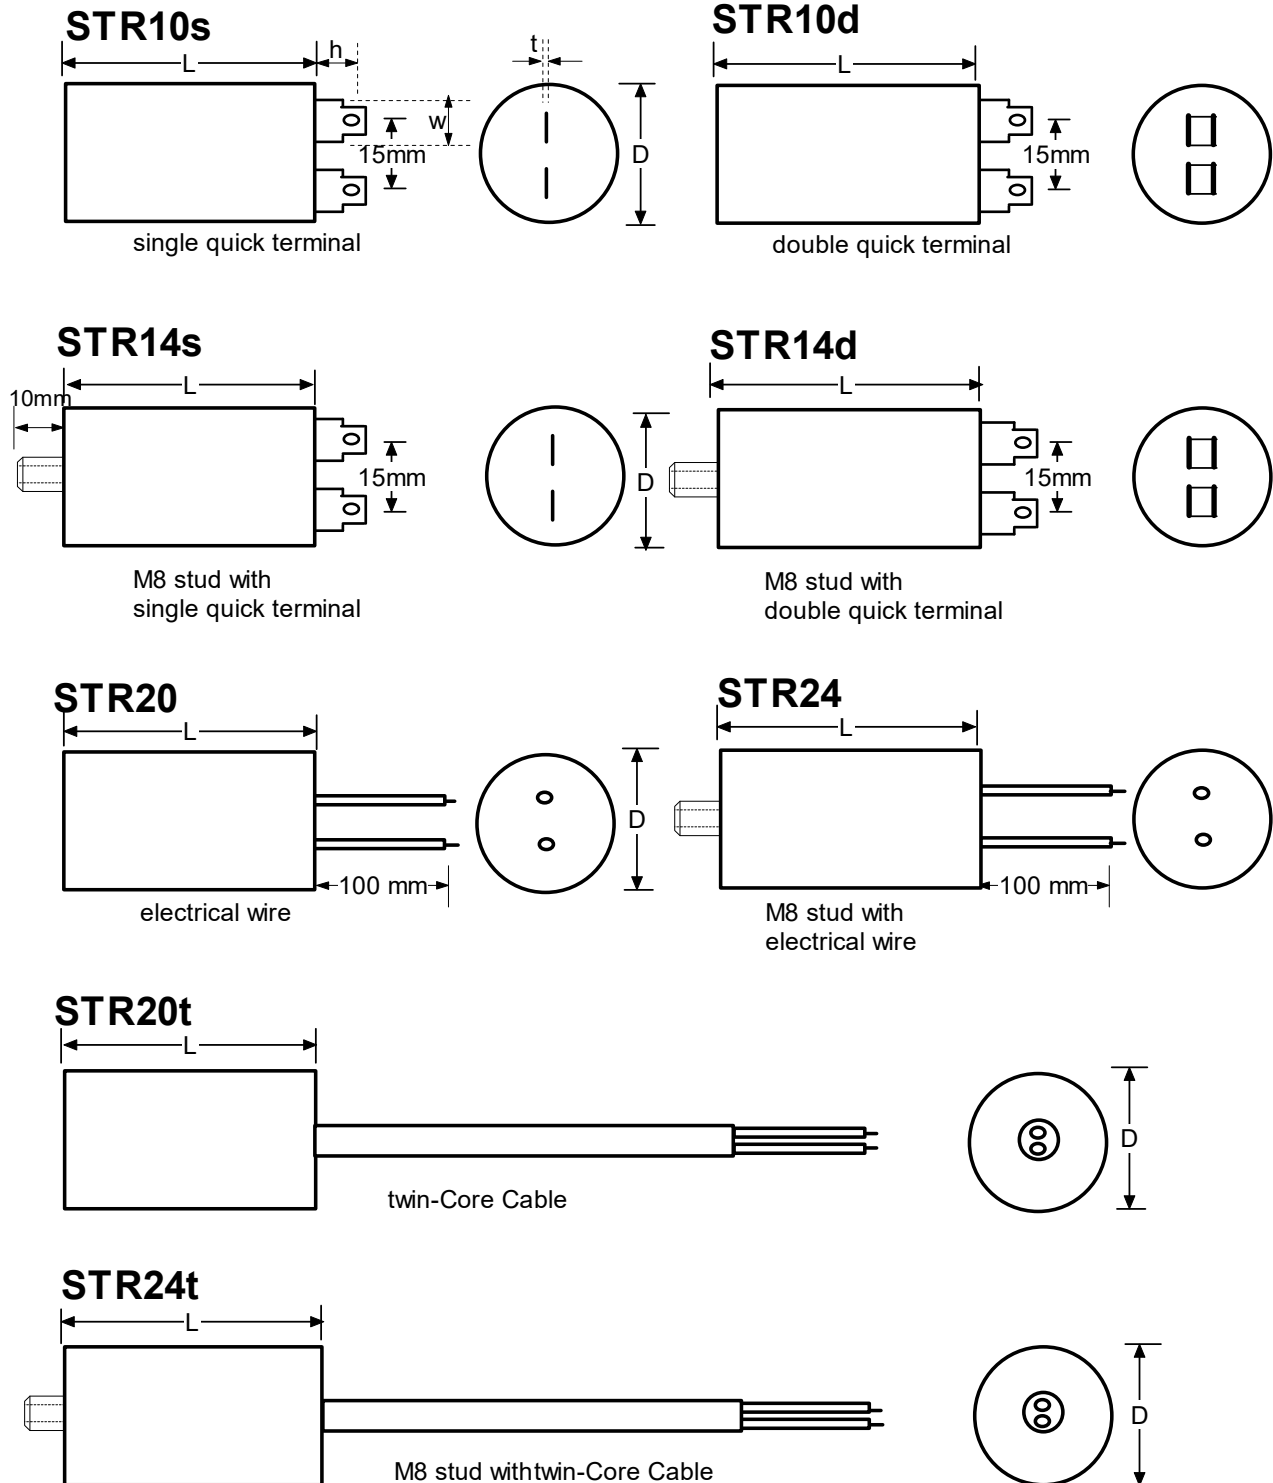 STR10s
L
h
t
w
15mm
D
single quick terminal
STR10d
L
15mm
double quick terminal
STR14s
10mm
L
15mm
D
M8 stud with
single quick terminal
STR14d
L
15mm
M8 stud with
double quick terminal
STR20
L
D
100 mm
electrical wire
STR24
L
100 mm
M8 stud with
electrical wire
STR20t
L
D
twin-Core Cable
STR24t
L
D
M8 stud withtwin-Core Cable